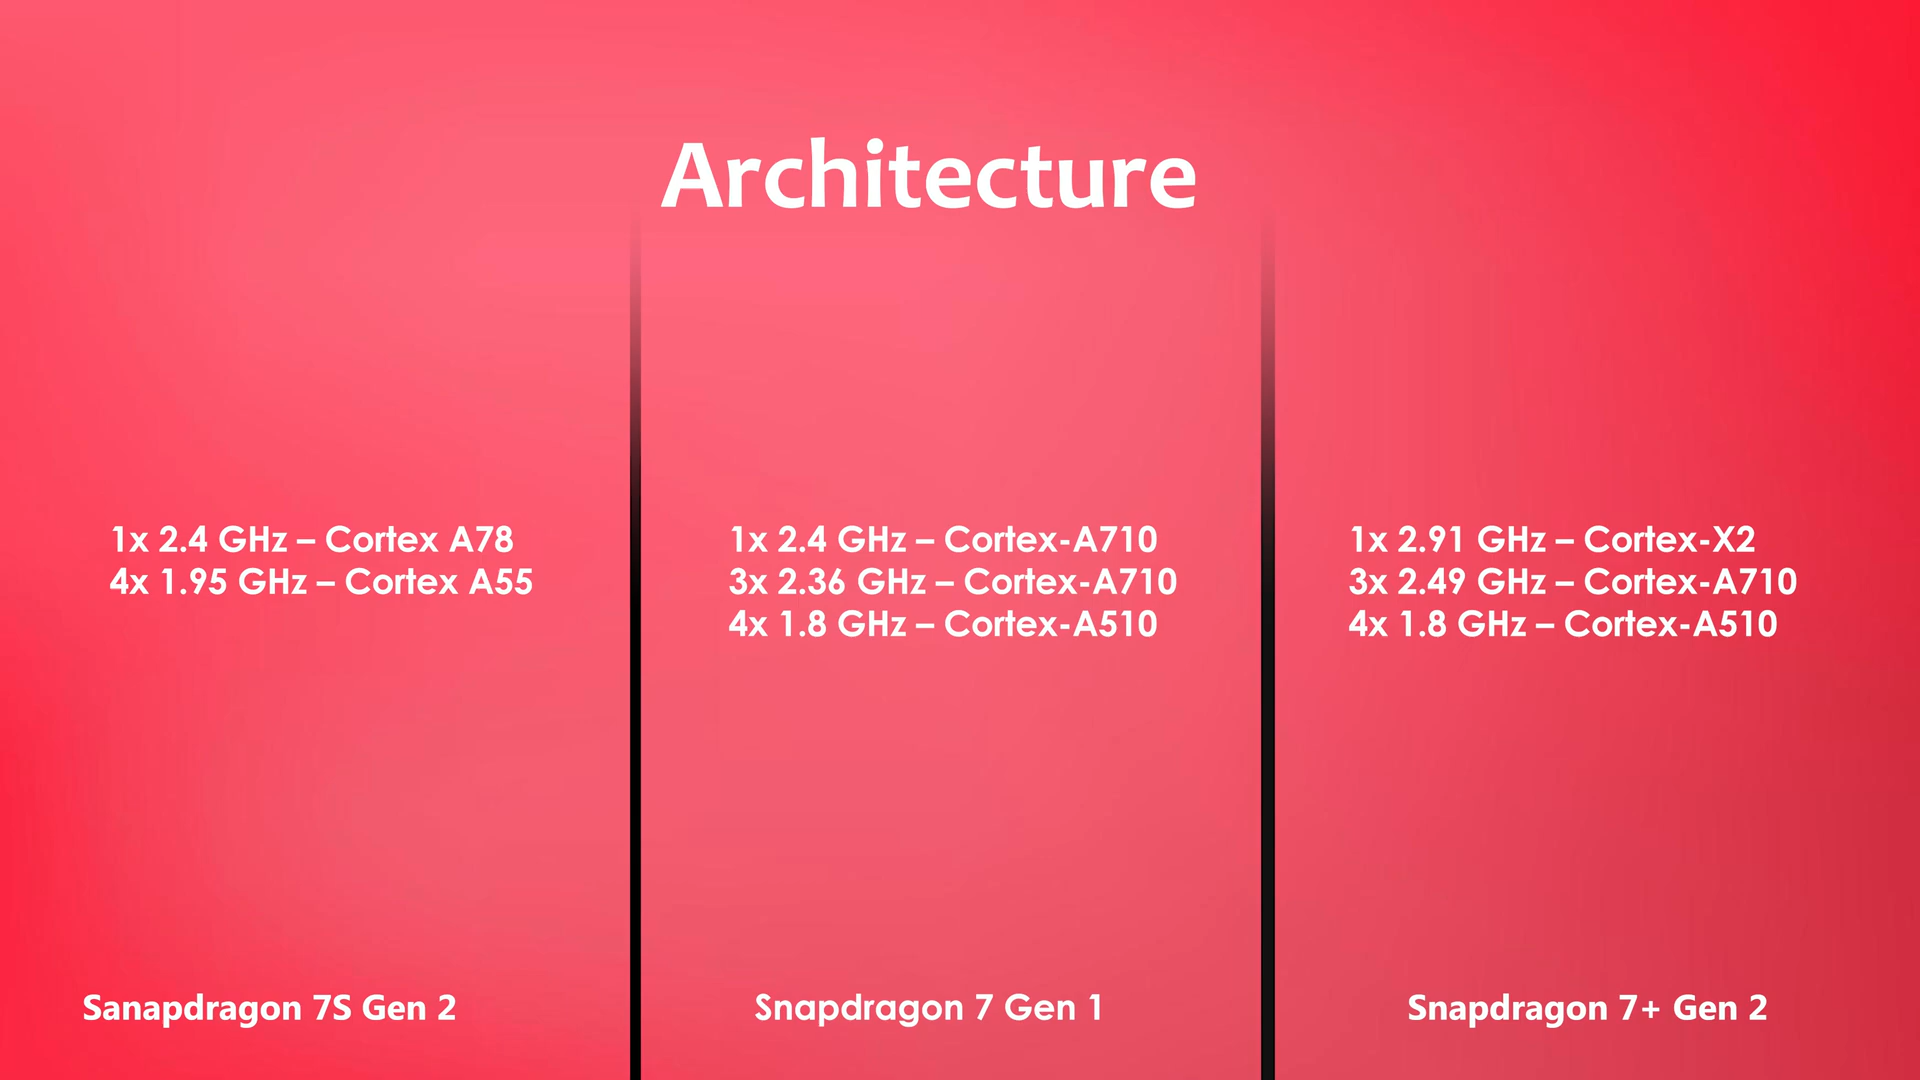 Architecture
1x 2.4 GHz – Cortex A78
4x 1.95 GHz – Cortex A55
Sanapdragon 7S Gen 2
1x 2.4 GHz – Cortex-A710
3x 2.36 GHz – Cortex-A710
4x 1.8 GHz – Cortex-A510
Snapdragon 7 Gen 1
1x 2.91 GHz – Cortex-X2
3x 2.49 GHz – Cortex-A710
4x 1.8 GHz – Cortex-A510
Snapdragon 7+ Gen 2